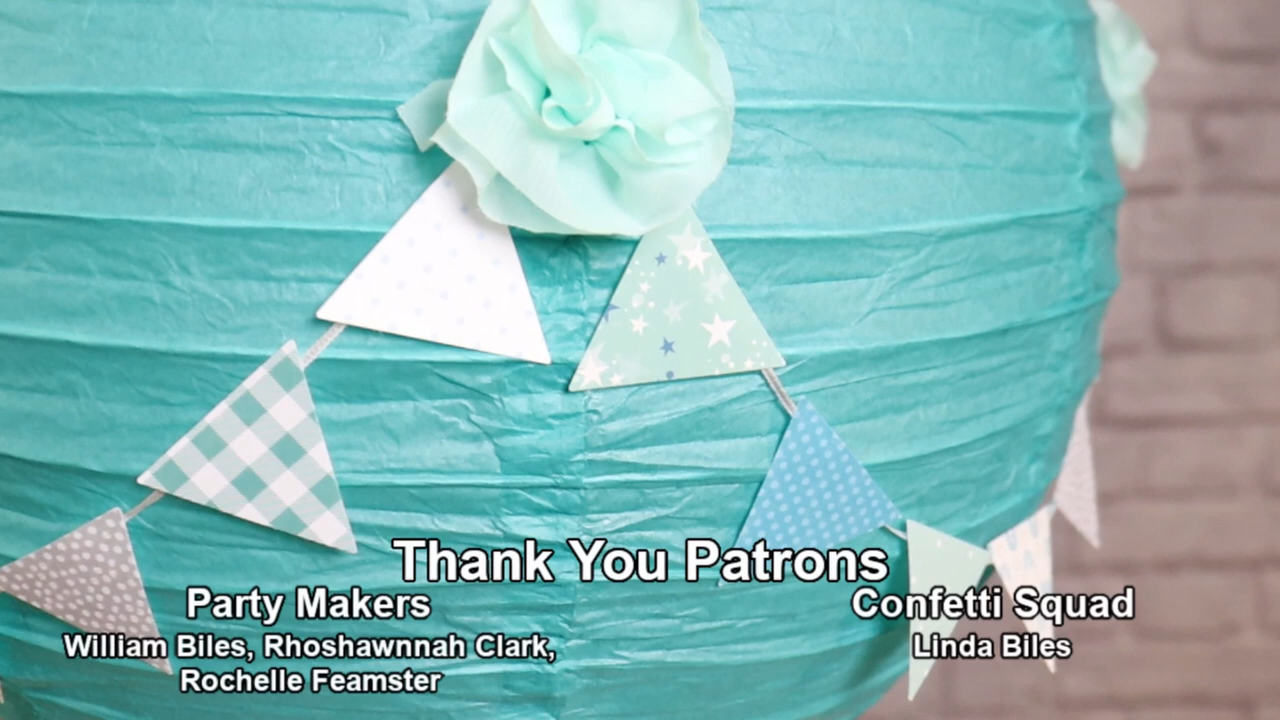 Thank You Patrons
Party Makers
William Biles, Rhoshawnnah Clark,
Rochelle Feamster
Confetti Squad
Linda Biles